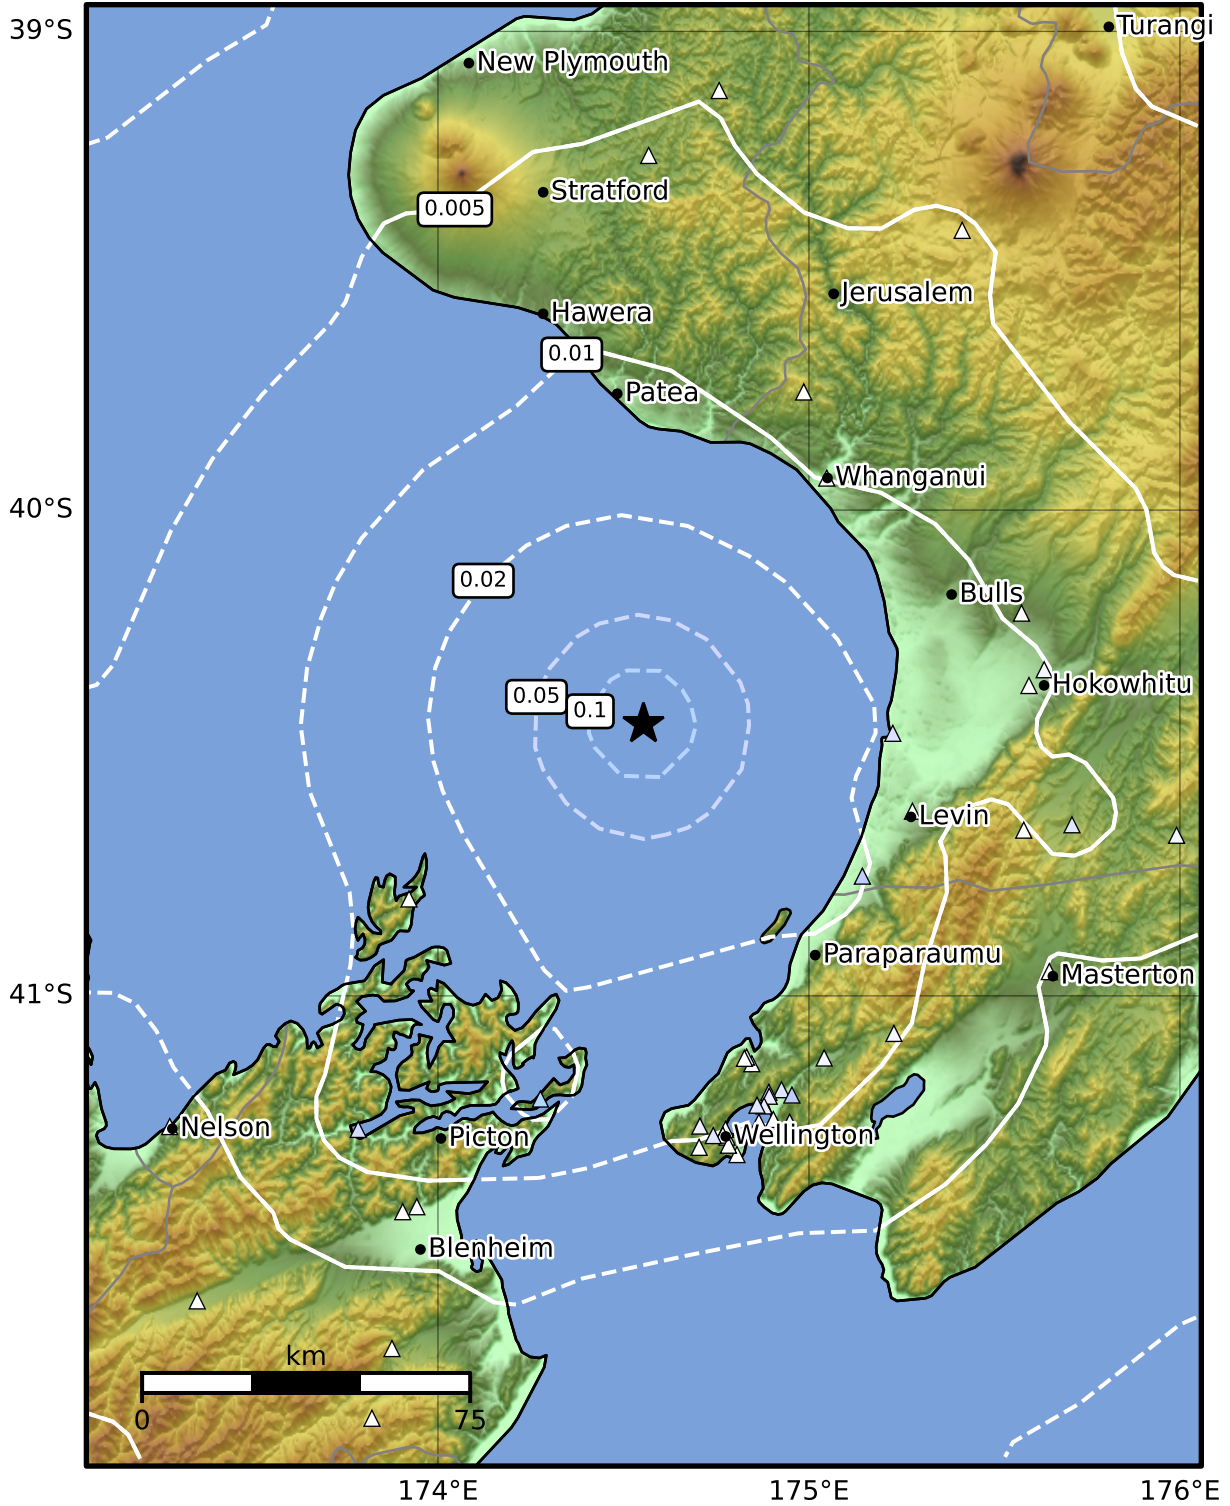 39°S
Turangi
New Plymouth
Stratford
0.005
Jerusalem
Hawera
0.01
Patea
Whanganui
40°S
0.02
Bulls
Hokowhitu
0.05
0.1
Levin
Paraparaumu
Masterton
41°S
Nelson
Picton
Wellington
Blenheim
km
0
75
174°E
175°E
176°E